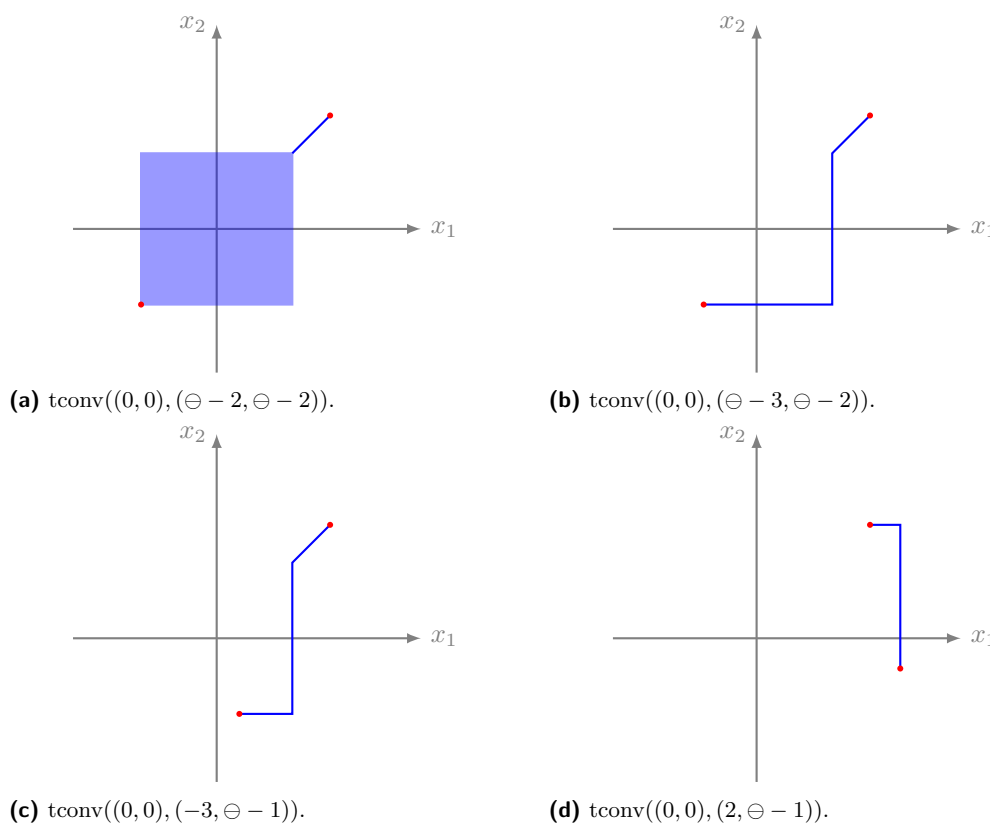 x₂
x₂
x₁
x₁
(a) tconv((0, 0), (⊖ − 2, ⊖ − 2)).
(b) tconv((0, 0), (⊖ − 3, ⊖ − 2)).
x₂
x₂
x₁
x₁
(c) tconv((0, 0), (−3, ⊖ − 1)).
(d) tconv((0, 0), (2, ⊖ − 1)).